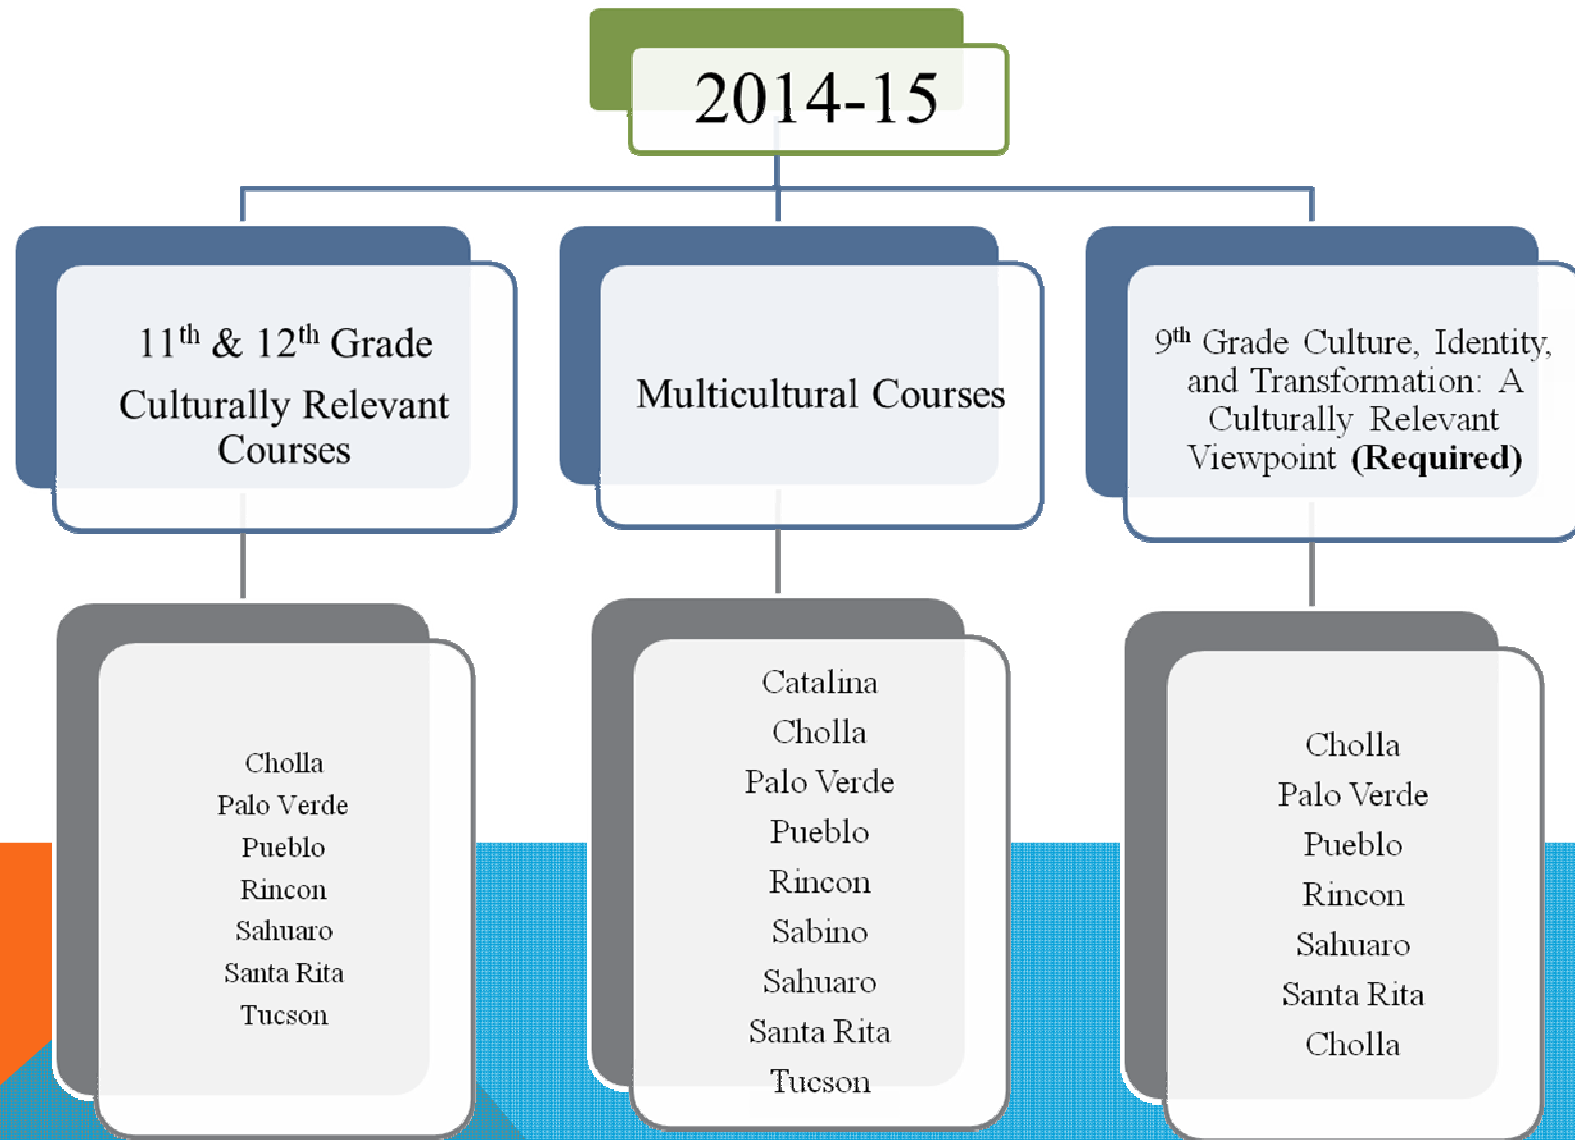 2014-15
11th & 12th Grade
Culturally Relevant
Courses
Multicultural Courses
9th Grade Culture, Identity,
and Transformation: A
Culturally Relevant
Viewpoint (Required)
Cholla
Palo Verde
Pueblo
Rincon
Sahuaro
Santa Rita
Tucson
Catalina
Cholla
Palo Verde
Pueblo
Rincon
Sabino
Sahuaro
Santa Rita
Tucson
Cholla
Palo Verde
Pueblo
Rincon
Sahuaro
Santa Rita
Cholla